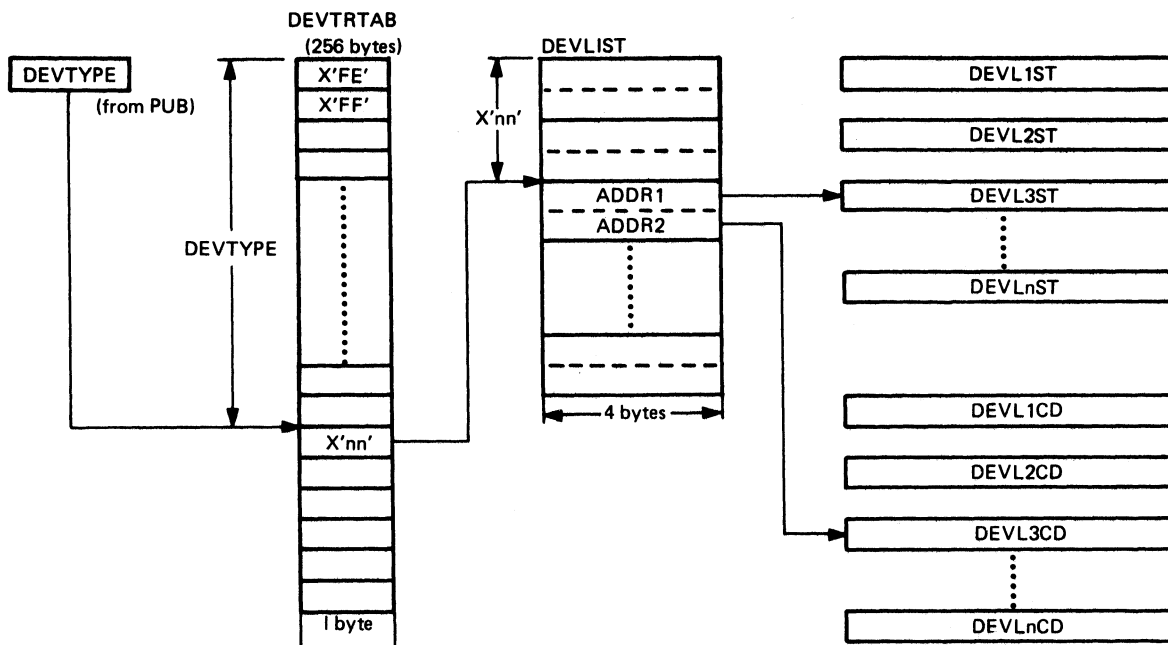 DEVTRTAB
(256 bytes)
DEVTYPE
(from PUB)
X'FE'
X'FF'
DEVTYPE
X'nn'
I byte
DEVLIST
X'nn'
ADDR1
ADDR2
4 bytes
DEVL1ST
DEVL2ST
DEVL3ST
DEVLnST
DEVL1CD
DEVL2CD
DEVL3CD
DEVLnCD